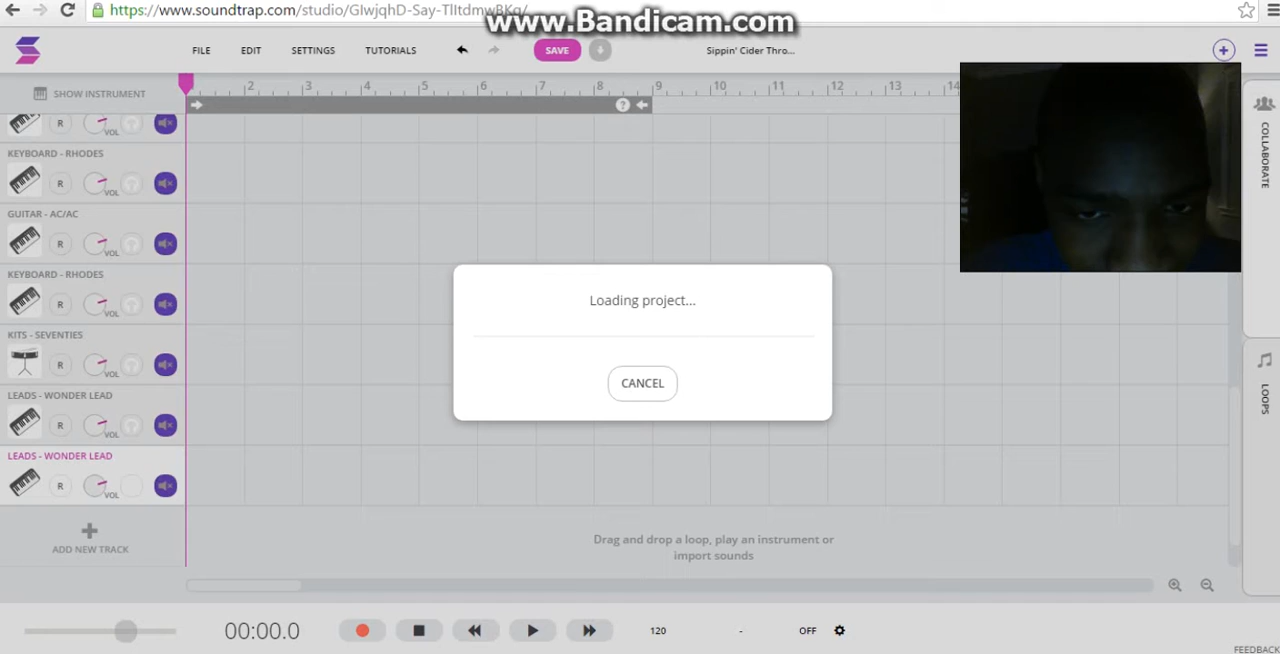 https://www.soundtrap.com/studio/GIwjqhD-Say-TlItdmwBKq/
www.Bandicam.com
FILE EDIT SETTINGS TUTORIALS SAVE Sippin' Cider Thro...
SHOW INSTRUMENT
2 3 4 5 6 7 8 9 10 11 12 13 14
?
R VOL
KEYBOARD - RHODES
R VOL
GUITAR - AC/AC
R VOL
KEYBOARD - RHODES
R VOL
KITS - SEVENTIES
R VOL
LEADS - WONDER LEAD
R VOL
LEADS - WONDER LEAD
R VOL
ADD NEW TRACK
Loading project...
CANCEL
Drag and drop a loop, play an instrument or
import sounds
COLLABORATE
LOOPS
00:00.0 120 - OFF
FEEDBACK